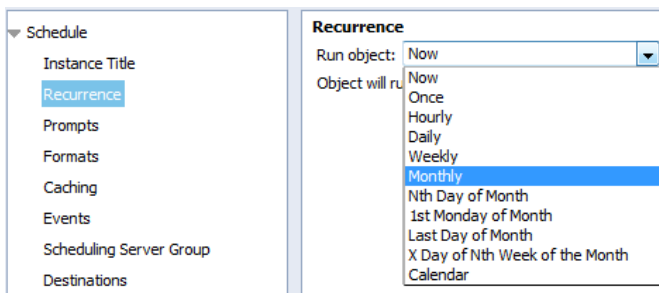 Schedule
Instance Title
Recurrence
Prompts
Formats
Caching
Events
Scheduling Server Group
Destinations
Recurrence
Run object: Now
Object will ru
Now
Once
Hourly
Daily
Weekly
Monthly
Nth Day of Month
1st Monday of Month
Last Day of Month
X Day of Nth Week of the Month
Calendar